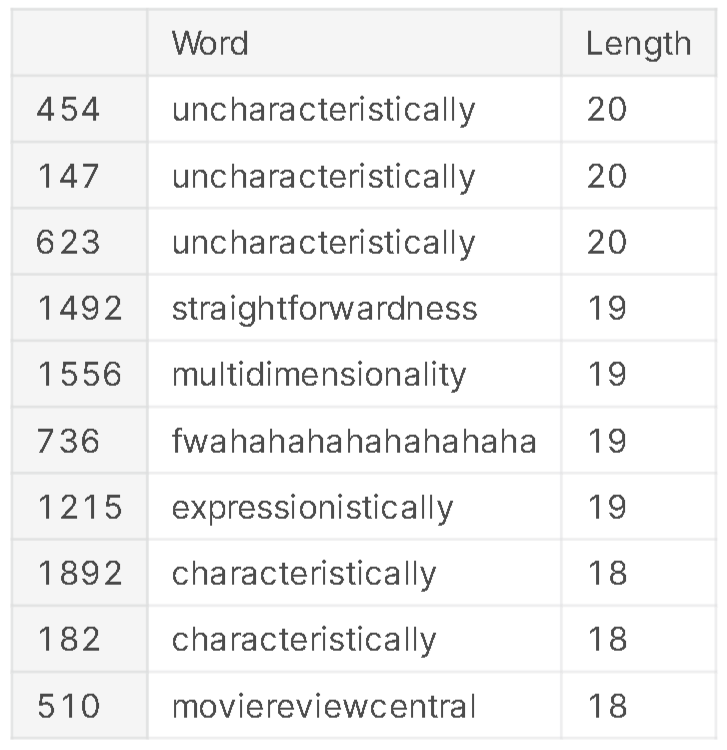 Word Length
454 uncharacteristically 20
147 uncharacteristically 20
623 uncharacteristically 20
1492 straightforwardness 19
1556 multidimensionality 19
736 fwahahahahahahahaha 19
1215 expressionistically 19
1892 characteristically 18
182 characteristically 18
510 moviereviewcentral 18